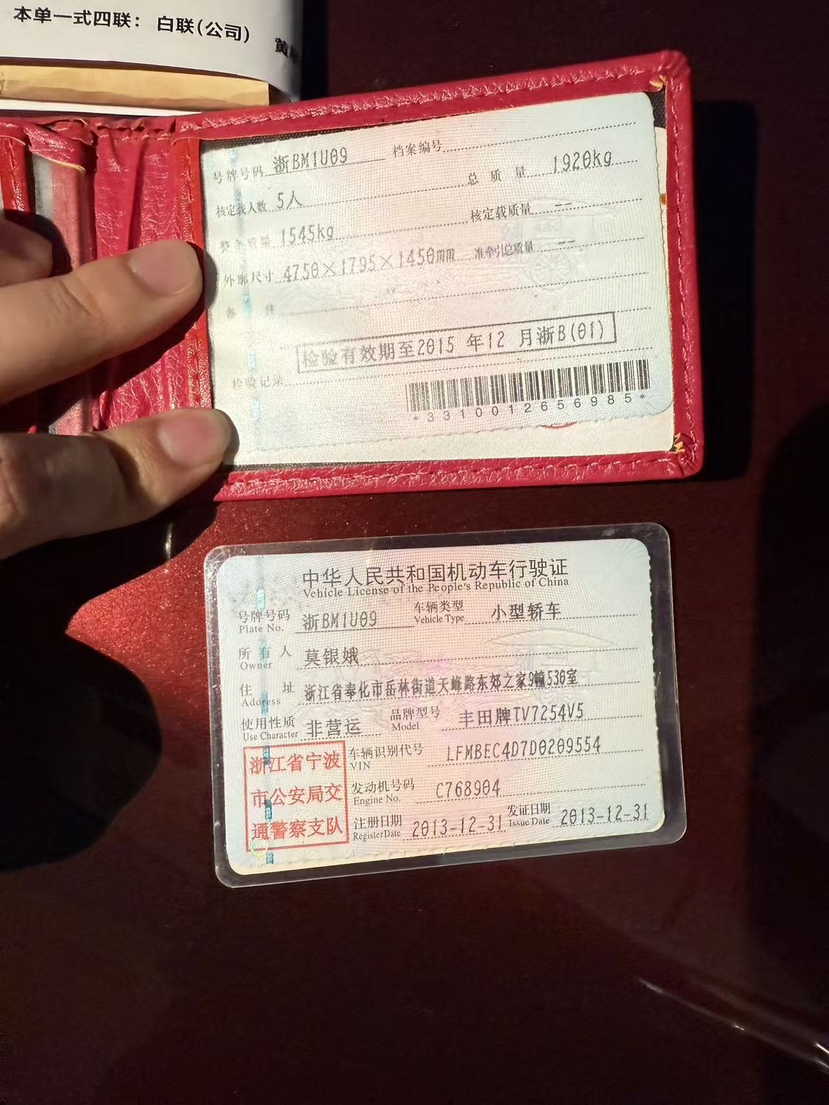 本单一式四联： 白联(公司)
黄
号牌号码 浙BM1U09 档案编号
总质量 1920kg
核定载人数 5人
核定载质量 --
整备质量 1545kg
外廓尺寸 4750×1795×1450mm 准牵引总质量 --
备注
检验有效期至2015 年12 月浙B(01)
检验记录
*3310012656985*
中华人民共和国机动车行驶证
Vehicle License of the People's Republic of China
号牌号码 浙BM1U09 车辆类型 小型轿车
Plate No. Vehicle Type
所有人 莫银娥
Owner
住址 浙江省奉化市岳林街道天峰路东郊之家9幢530室
Address
使用性质 非营运 品牌型号 丰田牌TV7254V5
Use Character Model
浙江省宁波
市公安局交
通警察支队
车辆识别代号 LFMBEC4D7D0209554
VIN
发动机号码 C768904
Engine No.
注册日期 2013-12-31 发证日期 2013-12-31
Register Date Issue Date